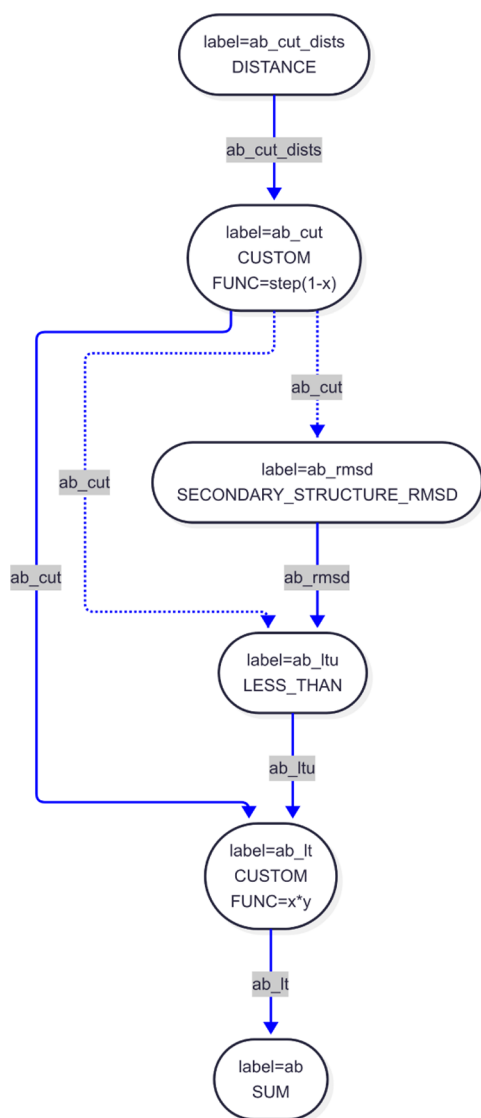 label=ab_cut_dists
DISTANCE
ab_cut_dists
label=ab_cut
CUSTOM
FUNC=step(1-x)
ab_cut
label=ab_rmsd
SECONDARY_STRUCTURE_RMSD
ab_cut
ab_cut
ab_rmsd
label=ab_ltu
LESS_THAN
ab_ltu
label=ab_lt
CUSTOM
FUNC=x*y
ab_lt
label=ab
SUM